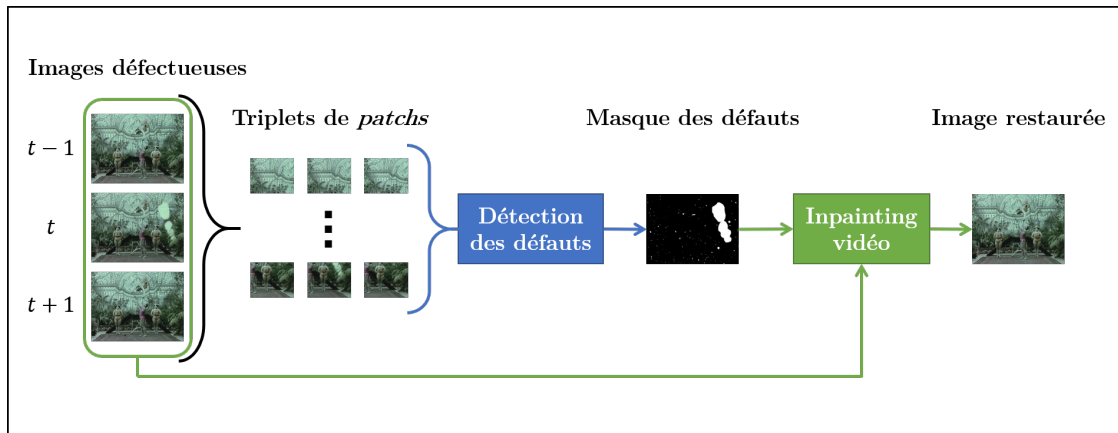 Images défectueuses
t − 1
t
t + 1
Triplets de patchs
Détection
des défauts
Masque des défauts
Inpainting
vidéo
Image restaurée